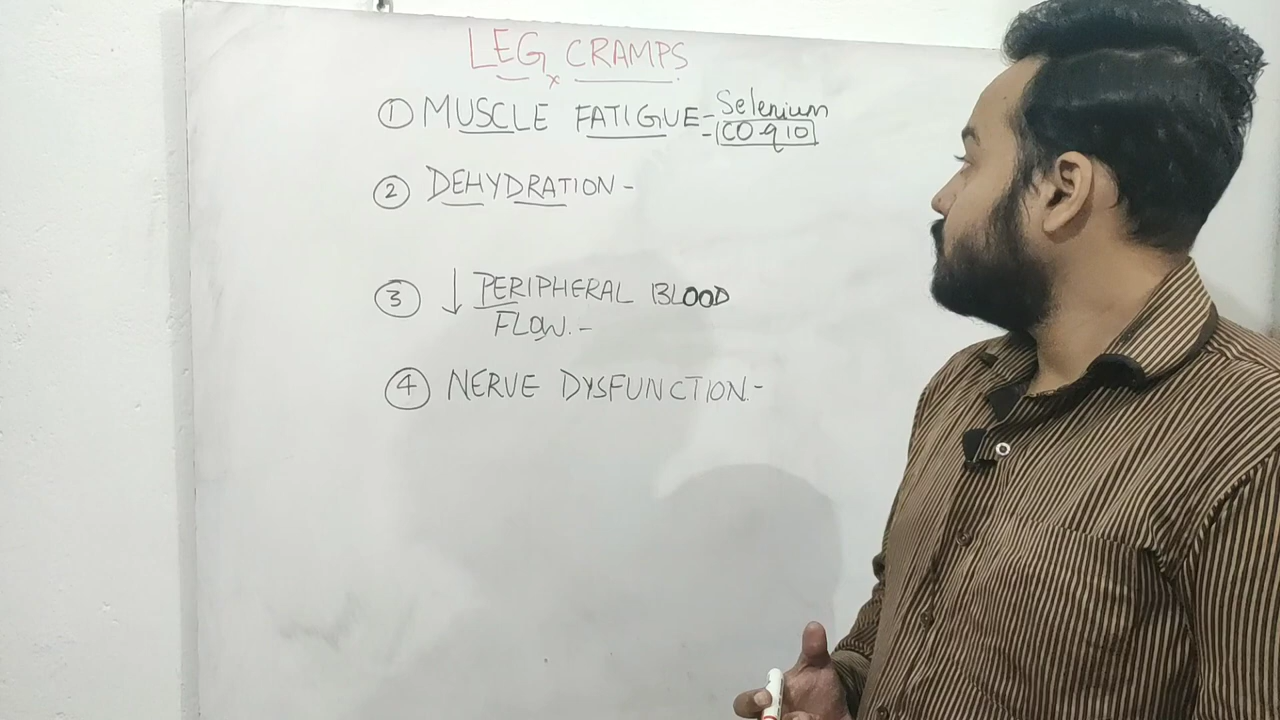 LEG CRAMPS
① MUSCLE FATIGUE - Selenium
- CO-q10
② DEHYDRATION -
③ ↓ PERIPHERAL BLOOD
FLOW. -
④ NERVE DYSFUNCTION. -